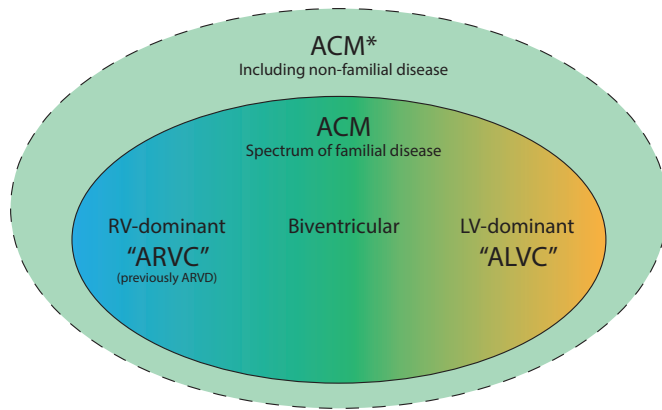 ACM*
Including non-familial disease
ACM
Spectrum of familial disease
RV-dominant
“ARVC”
(previously ARVD)
Biventricular
LV-dominant
“ALVC”